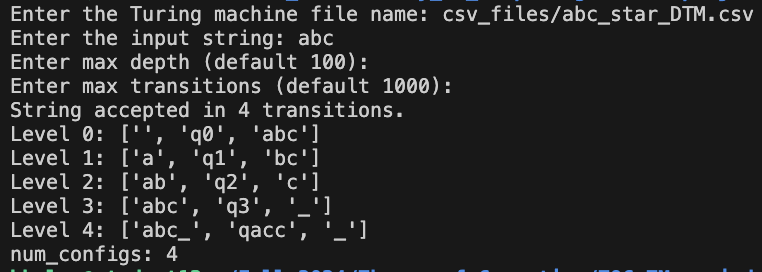 Enter the Turing machine file name: csv_files/abc_star_DTM.csv
Enter the input string: abc
Enter max depth (default 100):
Enter max transitions (default 1000):
String accepted in 4 transitions.
Level 0: ['', 'q0', 'abc']
Level 1: ['a', 'q1', 'bc']
Level 2: ['ab', 'q2', 'c']
Level 3: ['abc', 'q3', '_']
Level 4: ['abc_', 'qacc', '_']
num_configs: 4